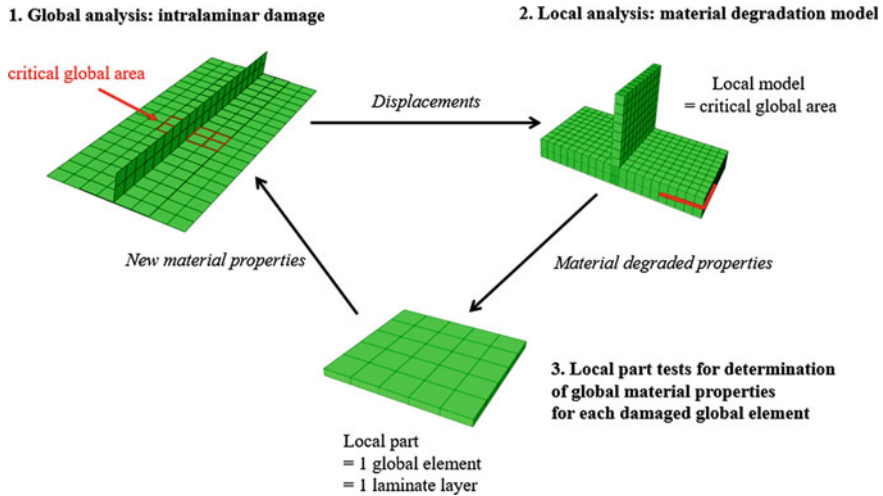 1. Global analysis: intralaminar damage
2. Local analysis: material degradation model
critical global area
Displacements
Local model
= critical global area
New material properties
Material degraded properties
3. Local part tests for determination
of global material properties
for each damaged global element
Local part
= 1 global element
= 1 laminate layer